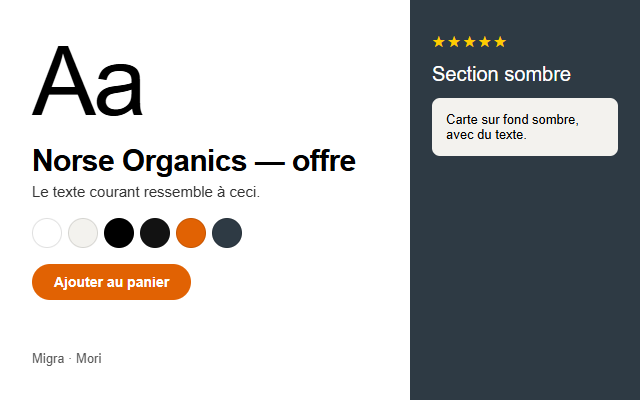 Aa
Norse Organics — offre
Le texte courant ressemble à ceci.
Ajouter au panier
Migra · Mori
★★★★★
Section sombre
Carte sur fond sombre,
avec du texte.